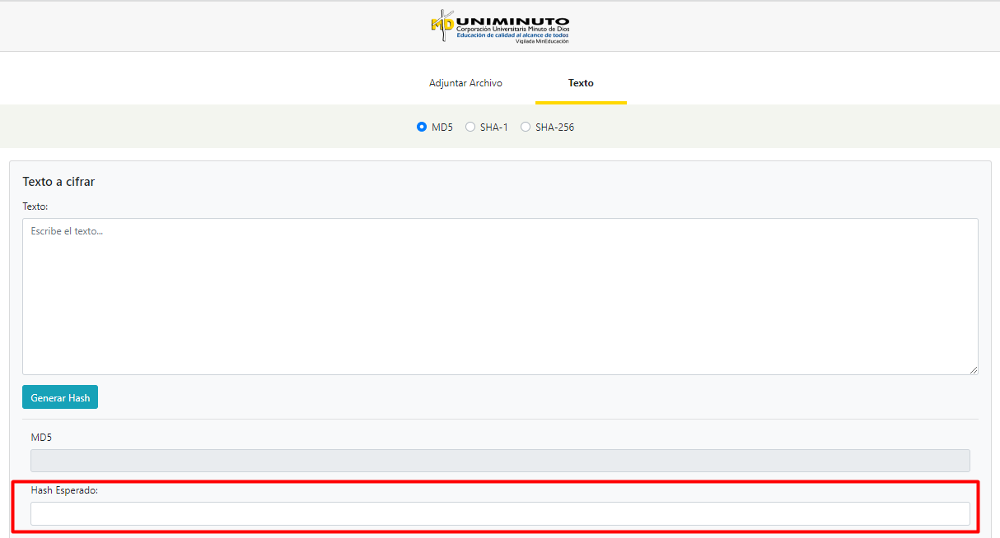 MD UNIMINUTO
Corporación Universitaria Minuto de Dios
Educación de calidad al alcance de todos
Vigilada MinEducación
Adjuntar Archivo Texto
MD5 SHA-1 SHA-256
Texto a cifrar
Texto:
Escribe el texto...
Generar Hash
MD5
Hash Esperado: